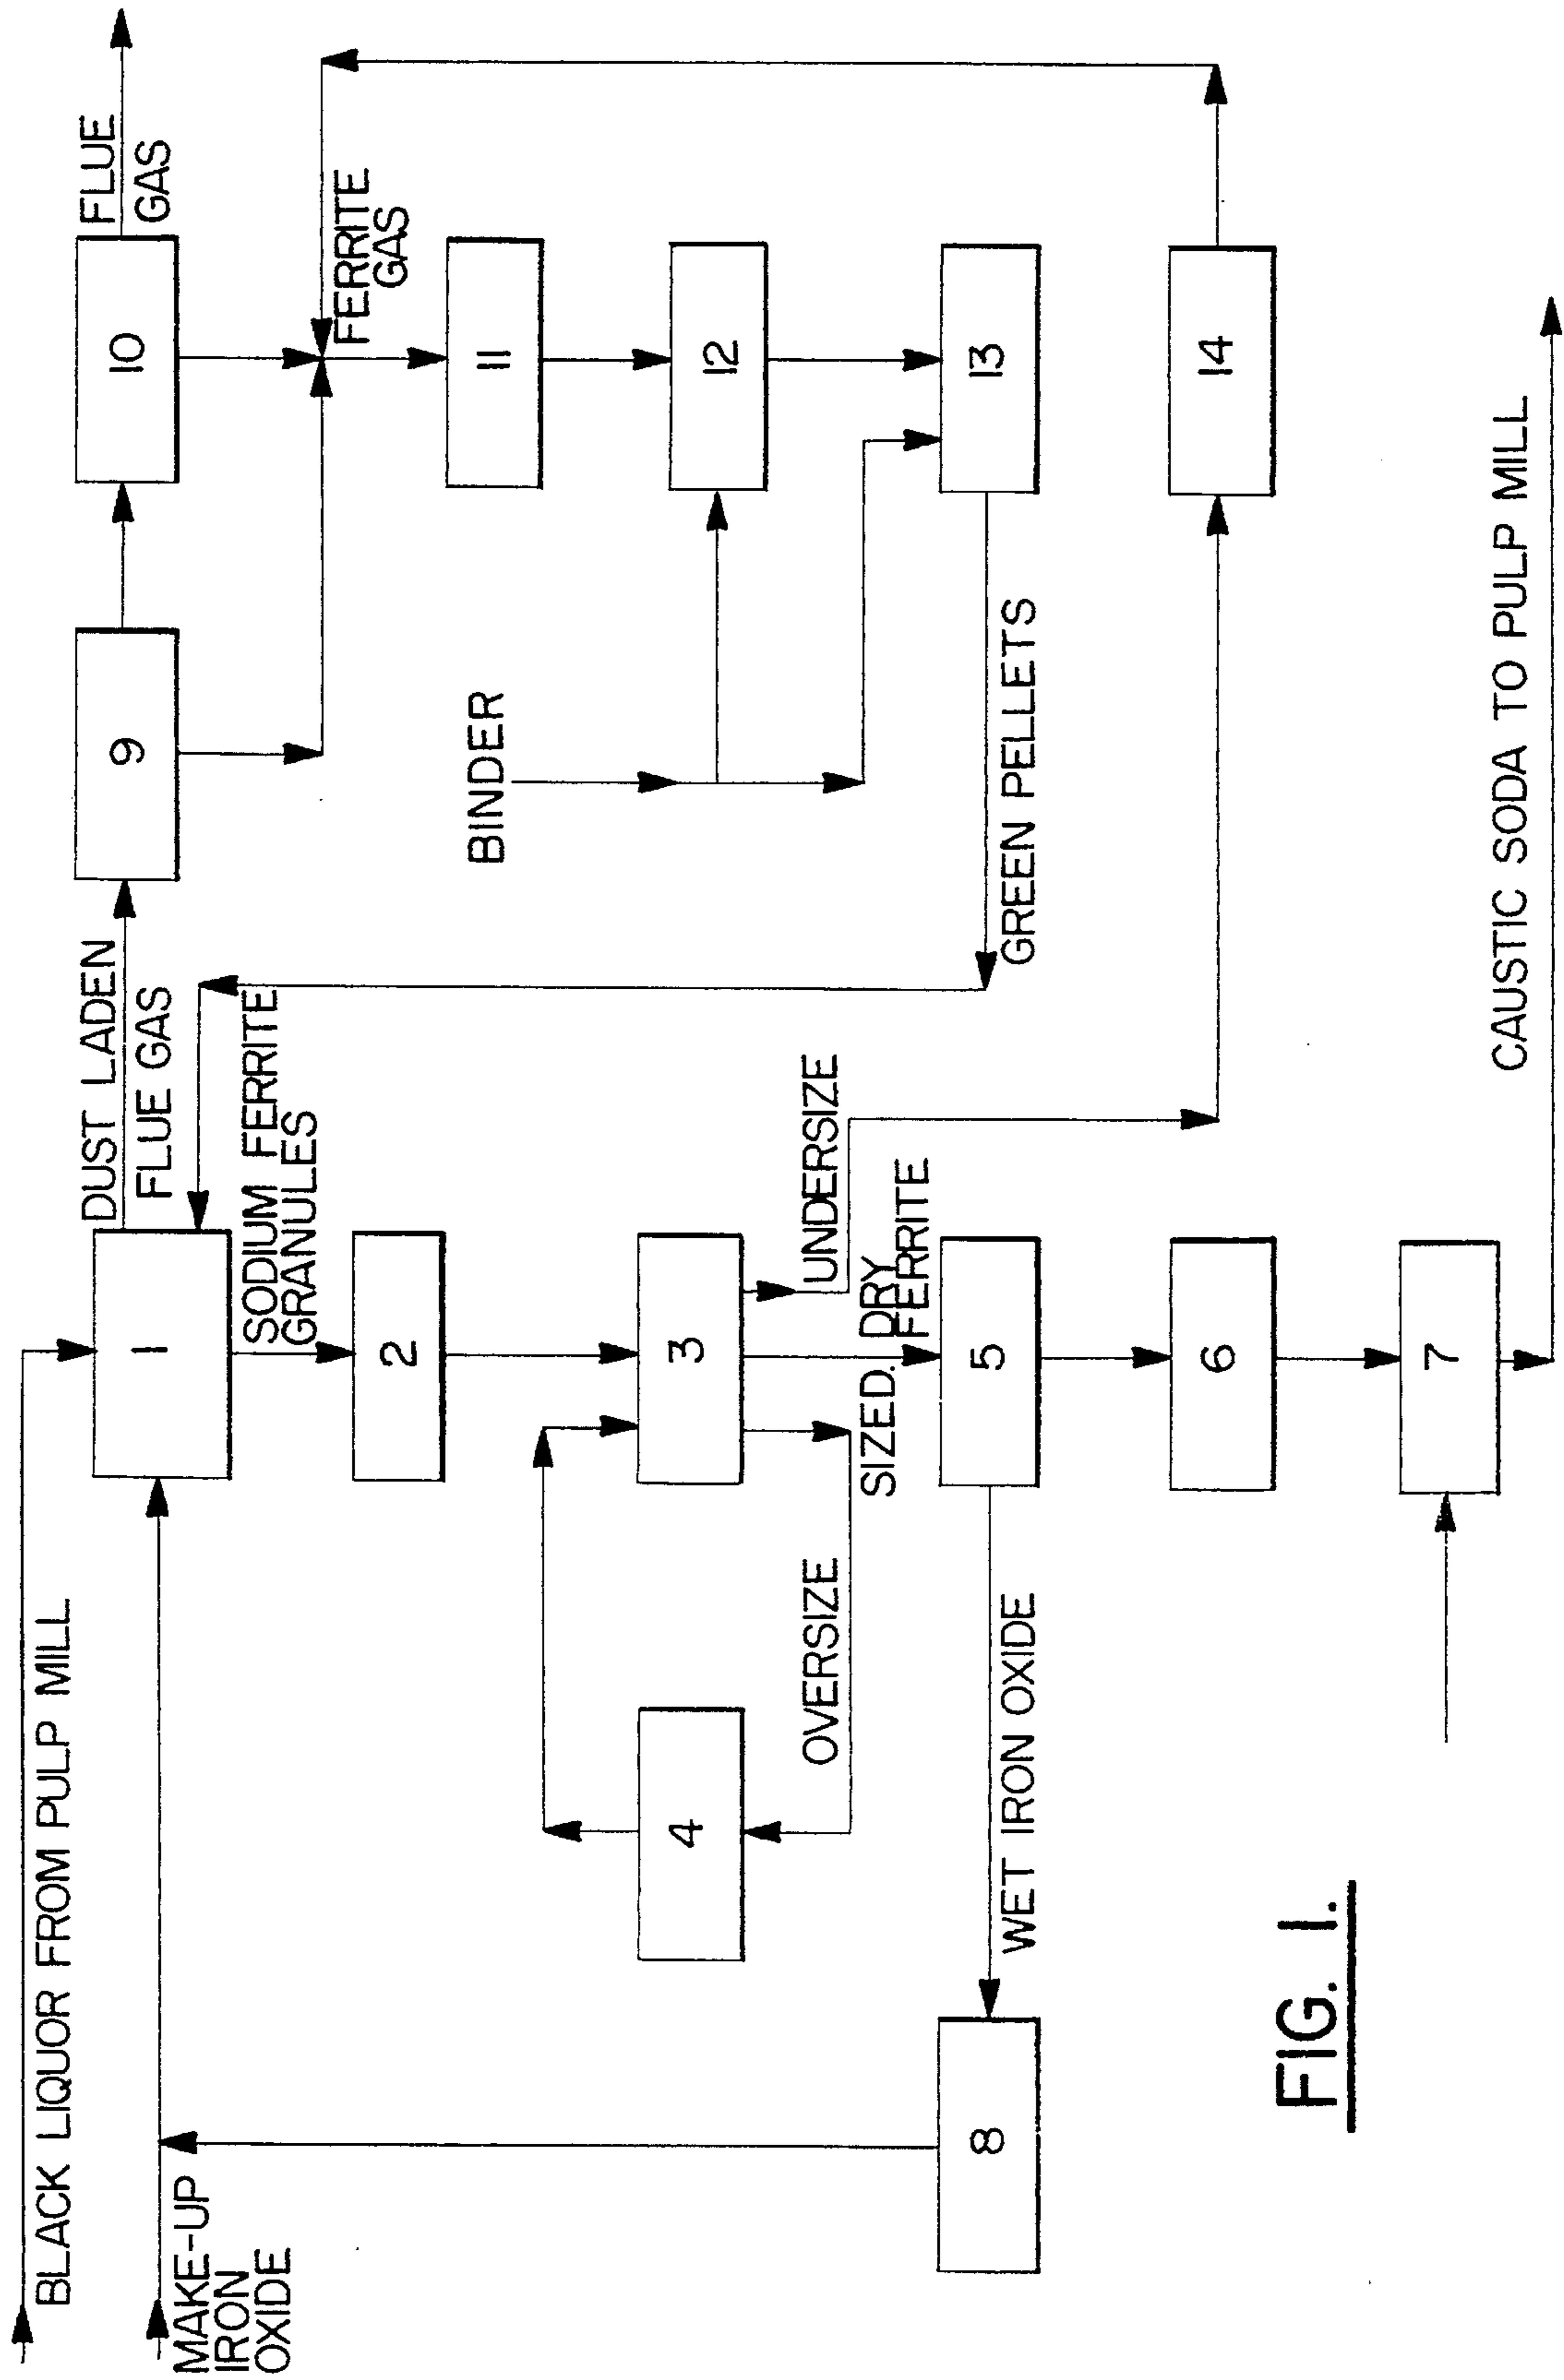 BLACK LIQUOR FROM PULP MILL
MAKE-UP
IRON
OXIDE
DUST LADEN
FLUE GAS
FLUE
GAS
1
9
10
SODIUM FERRITE
GRANULES
FERRITE
GAS
2
11
BINDER
4
3
12
OVERSIZE
UNDERSIZE
SIZED. DRY
FERRITE
8
WET IRON OXIDE
5
GREEN PELLETS
13
6
14
7
CAUSTIC SODA TO PULP MILL
FIG. 1.